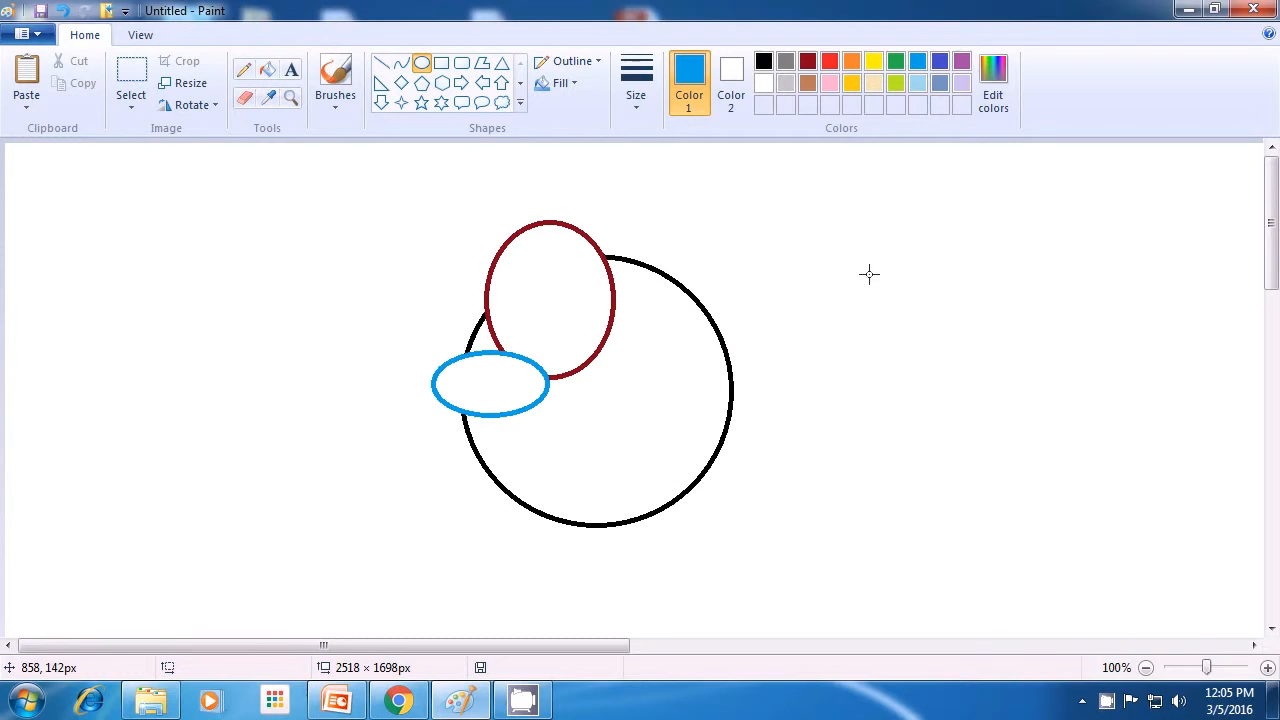 Untitled - Paint
Home
View
Paste
Cut
Copy
Clipboard
Select
Crop
Resize
Rotate
Image
A
Tools
Brushes
Outline
Fill
Shapes
Size
Color
1
Color
2
Edit
colors
Colors
858, 142px
2518 × 1698px
100%
12:05 PM
3/5/2016